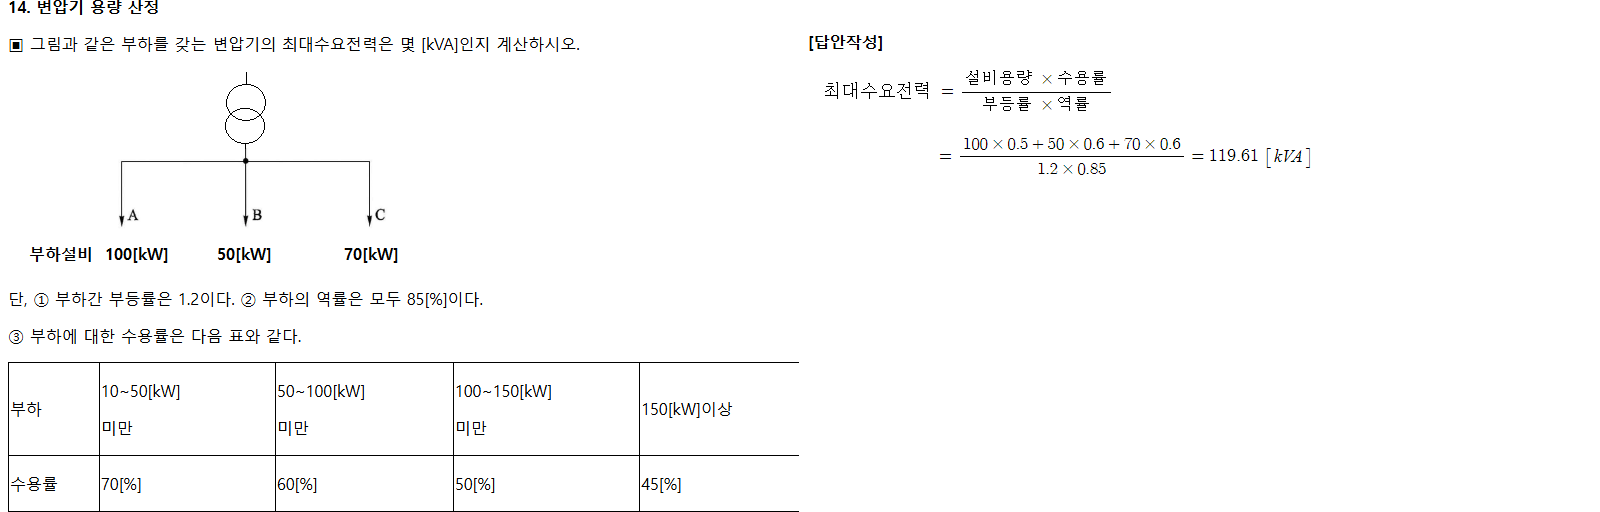 14. 변압기 용량 산정
▣ 그림과 같은 부하를 갖는 변압기의 최대수요전력은 몇 [kVA]인지 계산하시오.
A B C
부하설비 100[kW] 50[kW] 70[kW]
단, ① 부하간 부등률은 1.2이다. ② 부하의 역률은 모두 85[%]이다.
③ 부하에 대한 수용률은 다음 표와 같다.
부하 10~50[kW] 미만 50~100[kW] 미만 100~150[kW] 미만 150[kW]이상
수용률 70[%] 60[%] 50[%] 45[%]
[답안작성]
최대수요전력 = 설비용량 × 수용률 / 부등률 × 역률
= 100 × 0.5 + 50 × 0.6 + 70 × 0.6 / 1.2 × 0.85 = 119.61 [kVA]